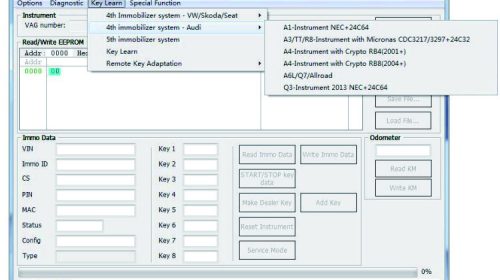 Options Diagnostic Key Learn Special Function
Instrument
VAG number:
4th Immobilizer system - VW/Skoda/Seat
4th immobilizer system - Audi
5th immobilizer system
Key Learn
Remote Key Adaptation
A1-Instrument NEC+24C64
A3/TT/R8-Instrument with Micronas CDC3217/3297+24C32
A4-Instrument with Crypto RB4(2001+)
A4-Instrument with Crypto RB8(2004+)
A6L/Q7/Allroad
Q3-Instrument 2013 NEC+24C64
Read/Write EEPROM
Addr: 0000 Hex
Addr
0000 00
Save File...
Load File...
Immo Data
VIN
Immo ID
CS
PIN
MAC
Status
Config
Type
Key 1
Key 2
Key 3
Key 4
Key 5
Key 6
Key 7
Key 8
Read Immo Data Write Immo Data
START/STOP key data
Make Dealer Key Add Key
Reset Instrument
Service Mode
Odometer
Read KM
Write KM
0%